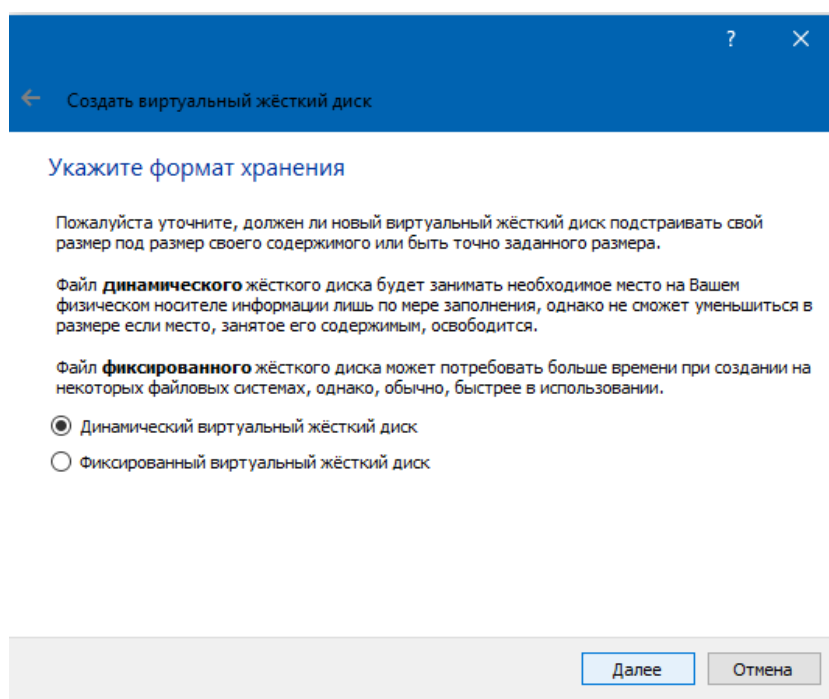 ?
Создать виртуальный жёсткий диск
Укажите формат хранения
Пожалуйста уточните, должен ли новый виртуальный жёсткий диск подстраивать свой
размер под размер своего содержимого или быть точно заданного размера.
Файл динамического жёсткого диска будет занимать необходимое место на Вашем
физическом носителе информации лишь по мере заполнения, однако не сможет уменьшиться в
размере если место, занятое его содержимым, освободится.
Файл фиксированного жёсткого диска может потребовать больше времени при создании на
некоторых файловых системах, однако, обычно, быстрее в использовании.
Динамический виртуальный жёсткий диск
Фиксированный виртуальный жёсткий диск
Далее
Отмена